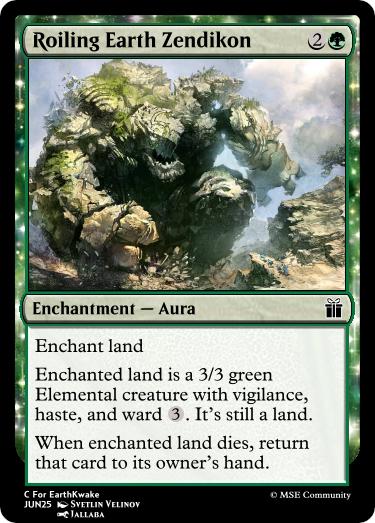 Roiling Earth Zendikon 2
Enchantment — Aura
Enchant land
Enchanted land is a 3/3 green
Elemental creature with vigilance,
haste, and ward 3. It's still a land.
When enchanted land dies, return
that card to its owner's hand.
C For EarthKwake
JUN25 Svetlin Velinov © MSE Community
Jallaba